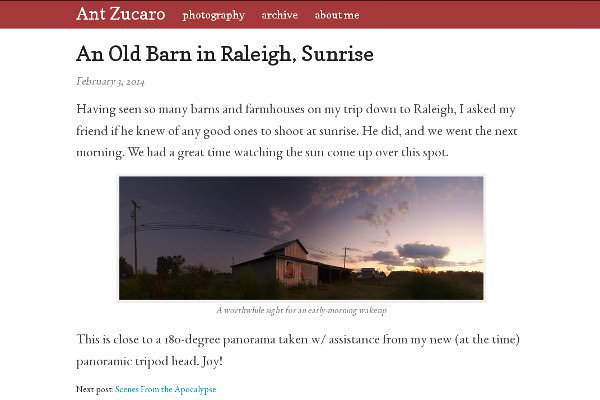 Ant Zucaro photography archive about me
An Old Barn in Raleigh, Sunrise
February 3, 2014
Having seen so many barns and farmhouses on my trip down to Raleigh, I asked my
friend if he knew of any good ones to shoot at sunrise. He did, and we went the next
morning. We had a great time watching the sun come up over this spot.
A worthwhile sight for an early-morning wakeup
This is close to a 180-degree panorama taken w/ assistance from my new (at the time)
panoramic tripod head. Joy!
Next post: Scenes From the Apocalypse